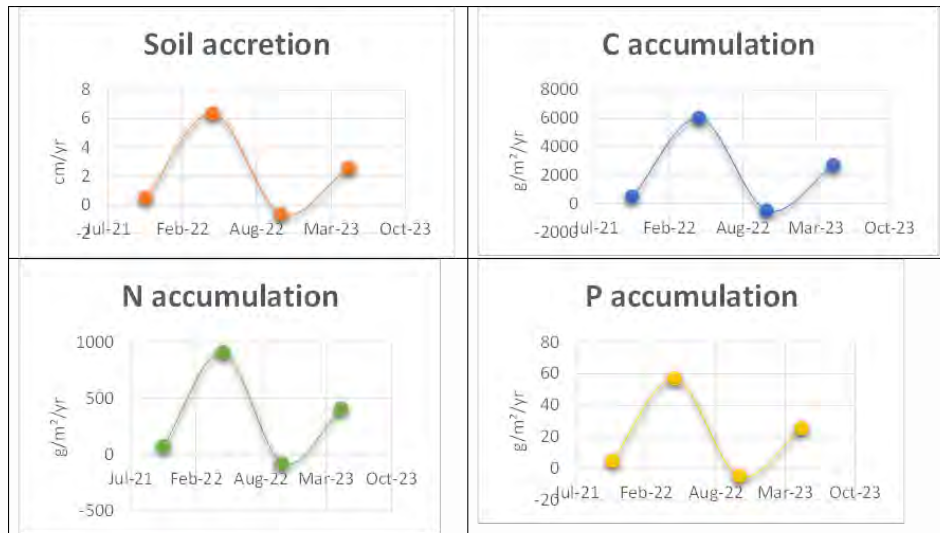 Soil accretion
8
6
4
2
0
-2
cm/yr
Jul-21 Feb-22 Aug-22 Mar-23 Oct-23
C accumulation
8000
6000
4000
2000
0
-2000
g/m²/yr
Jul-21 Feb-22 Aug-22 Mar-23 Oct-23
N accumulation
1000
500
0
-500
g/m²/yr
Jul-21 Feb-22 Aug-22 Mar-23 Oct-23
P accumulation
80
60
40
20
0
-20
g/m²/yr
Jul-21 Feb-22 Aug-22 Mar-23 Oct-23